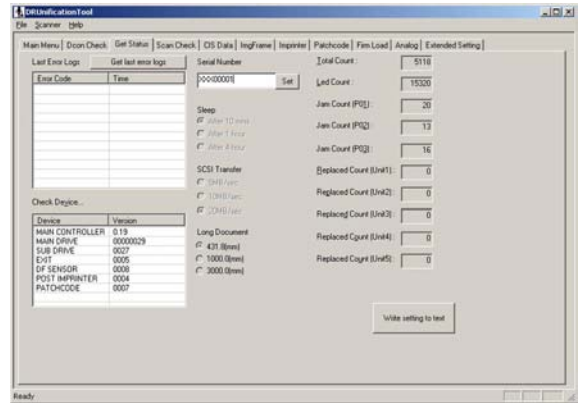 DRUnificationTool
File Scanner Help
Main Menu Dcon Check Get Status Scan Check CIS Data ImgFrame Imprinter Patchcode Firm Load Analog Extended Setting
Last Error Logs Get last error logs
Error Code Time
Check Device...
Device Version
MAIN CONTROLLER 0.19
MAIN DRIVE 00000029
SUB DRIVE 0027
EXIT 0005
DF SENSOR 0008
POST IMPRINTER 0004
PATCHCODE 0007
Serial Number
XXX00001 Set
Sleep
After 10 mins
After 1 hour
After 4 hour
SCSI Transfer
5MB/sec
10MB/sec
20MB/sec
Long Document
431.8[mm]
1000.0[mm]
3000.0[mm]
Total Count : 5118
Led Count : 15320
Jam Count (P01) : 20
Jam Count (P02) : 13
Jam Count (P03) : 16
Replaced Count (Unit1) : 0
Replaced Count (Unit2) : 0
Replaced Count (Unit3) : 0
Replaced Count (Unit4) : 0
Replaced Count (Unit5) : 0
Write setting to text
Ready